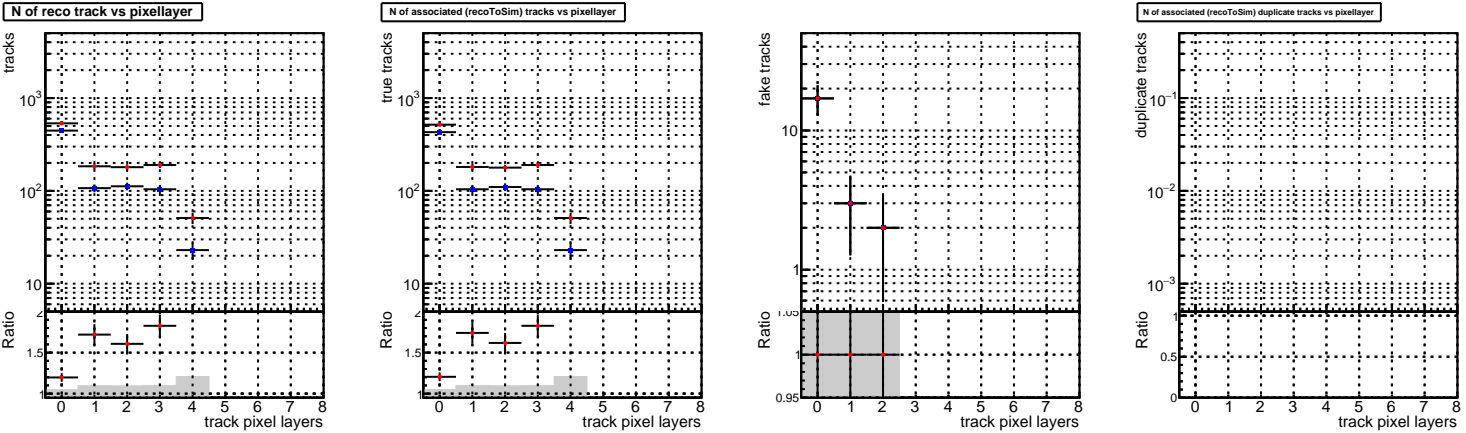 N of reco track vs pixellayer
tracks
10³
10²
10
Ratio
2
1.5
1
0 1 2 3 4 5 6 7 8
track pixel layers
N of associated (recoToSim) tracks vs pixellayer
true tracks
10³
10²
10
Ratio
2
1.5
1
0 1 2 3 4 5 6 7 8
track pixel layers
fake tracks
10
1
Ratio
1.05
1
0.95
0 1 2 3 4 5 6 7 8
track pixel layers
N of associated (recoToSim) duplicate tracks vs pixellayer
duplicate tracks
10⁻¹
10⁻²
10⁻³
Ratio
1
0.5
0
0 1 2 3 4 5 6 7 8
track pixel layers